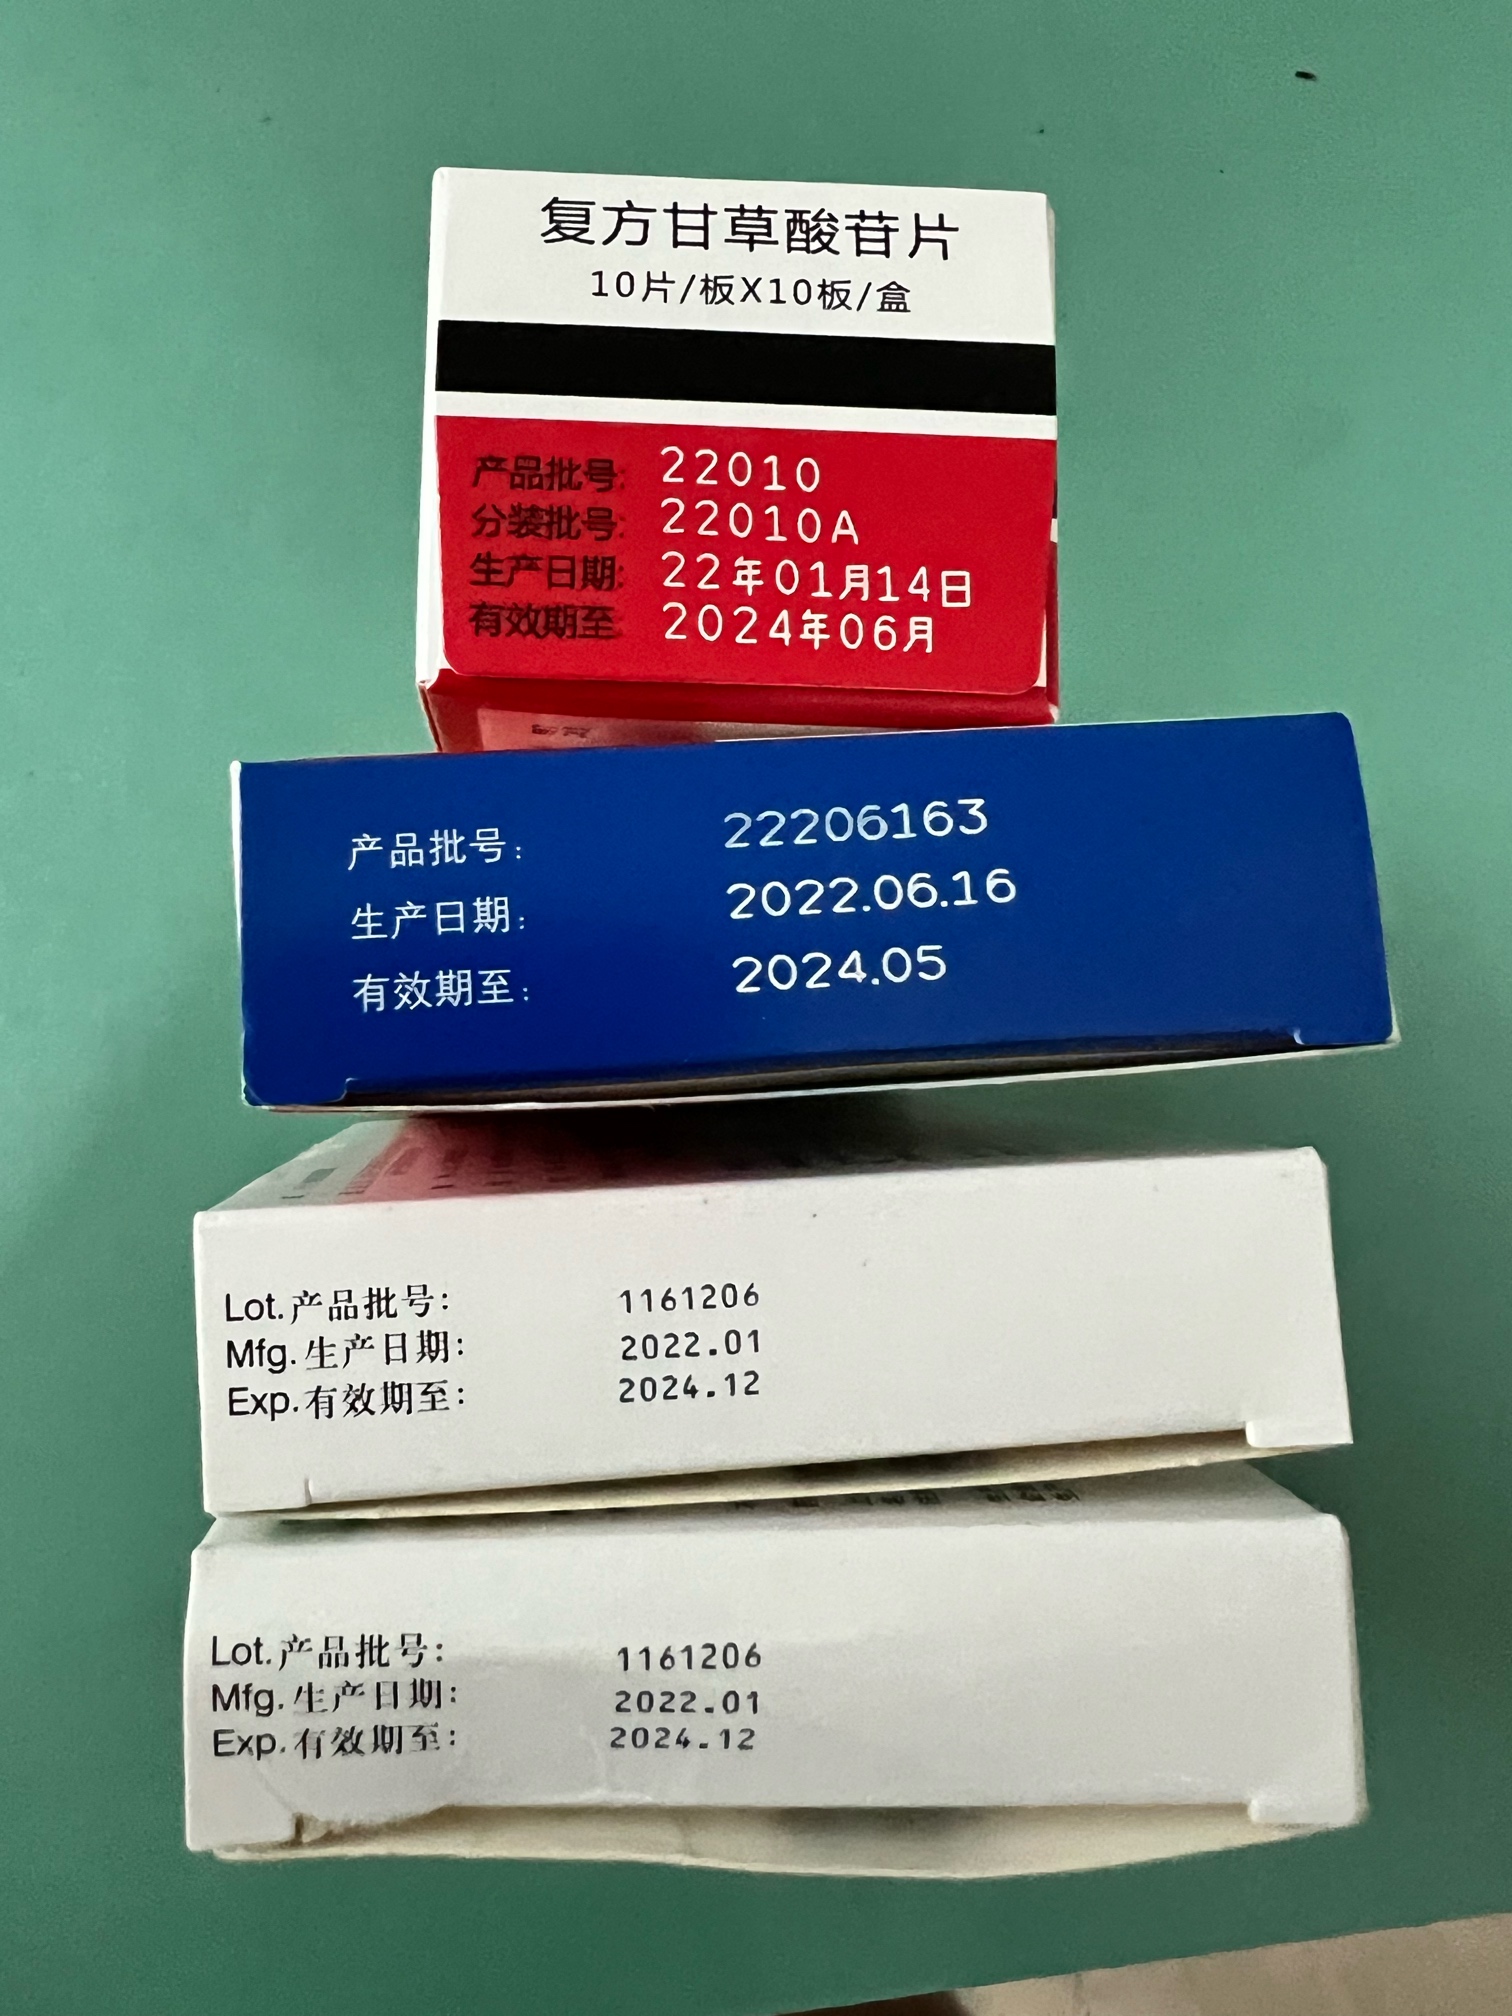 复方甘草酸苷片
10片/板X10板/盒
产品批号: 22010
分装批号: 22010A
生产日期: 22年01月14日
有效期至: 2024年06月
产品批号: 22206163
生产日期: 2022.06.16
有效期至: 2024.05
Lot.产品批号: 1161206
Mfg.生产日期: 2022.01
Exp.有效期至: 2024.12
Lot.产品批号: 1161206
Mfg.生产日期: 2022.01
Exp.有效期至: 2024.12